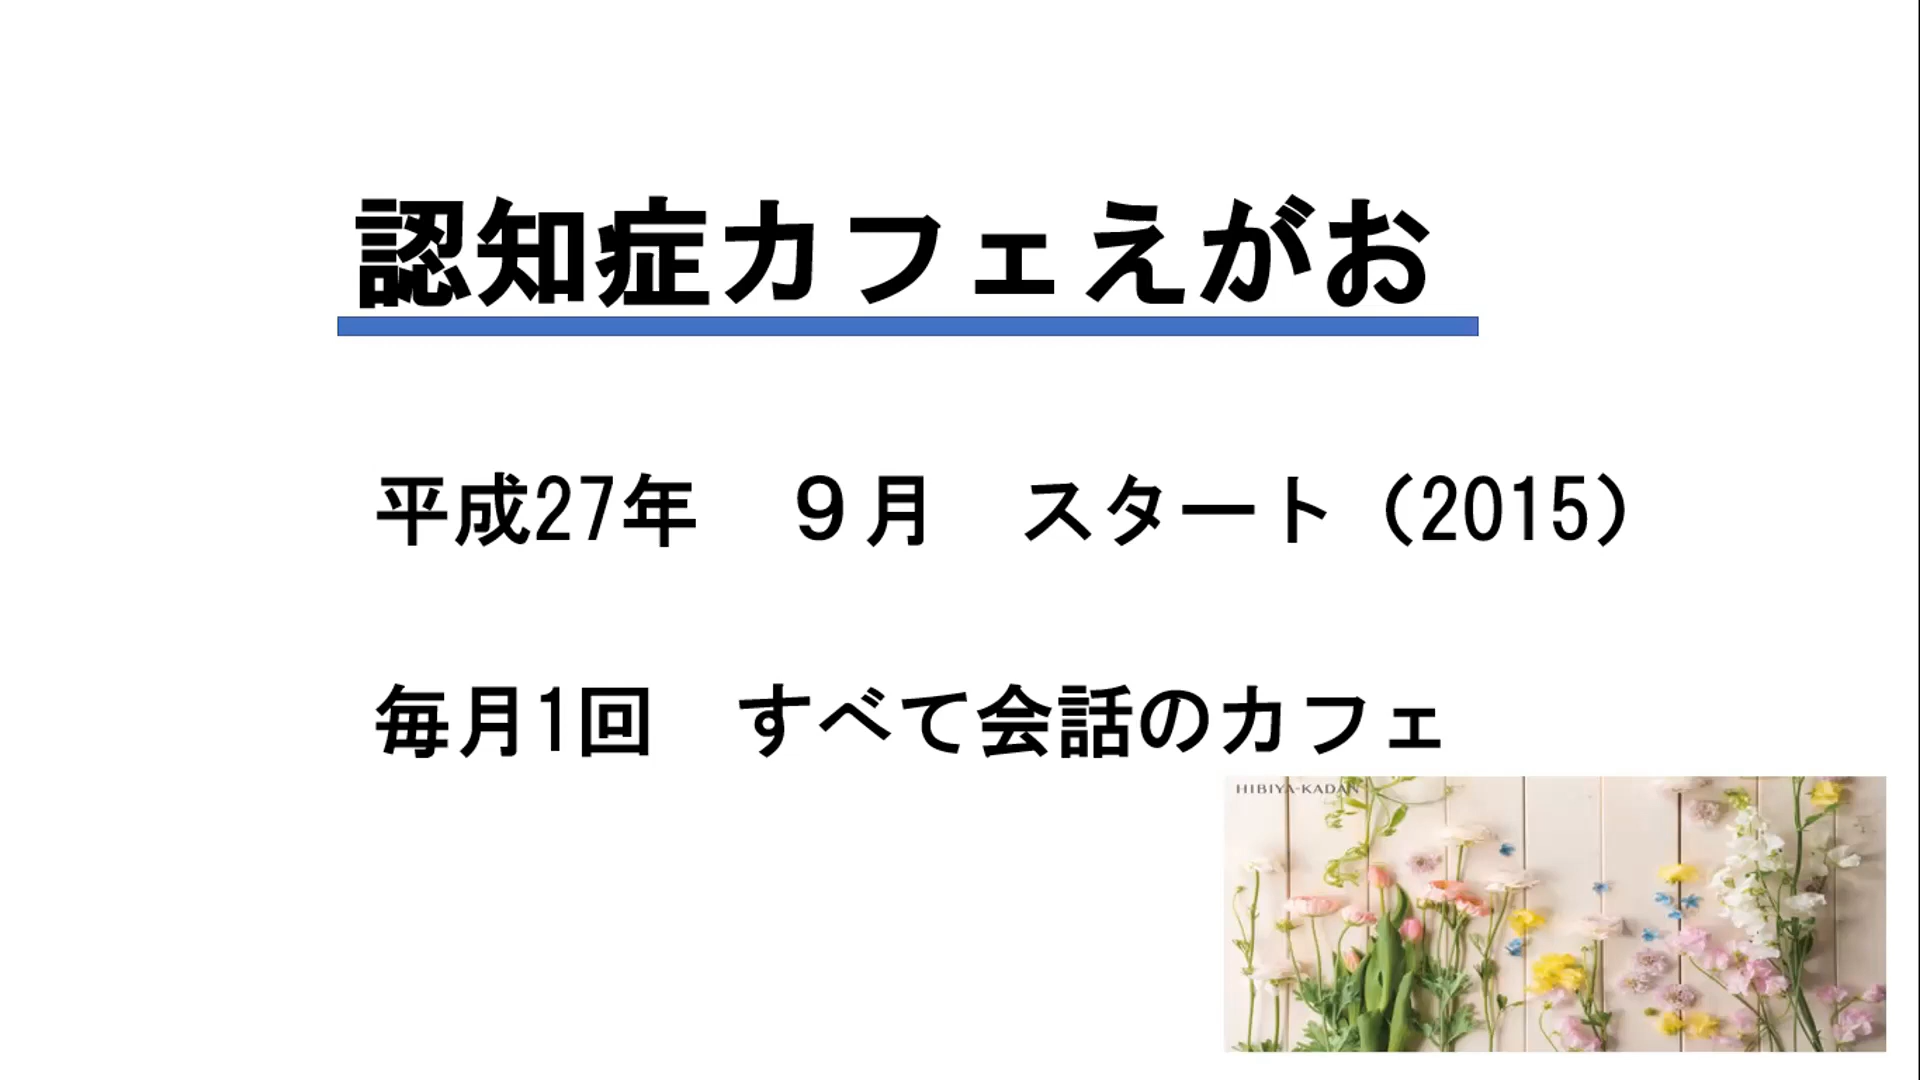 認知症カフェえがお
平成27年　９月　スタート（2015）
毎月1回　すべて会話のカフェ
HIBIYA-KADAN